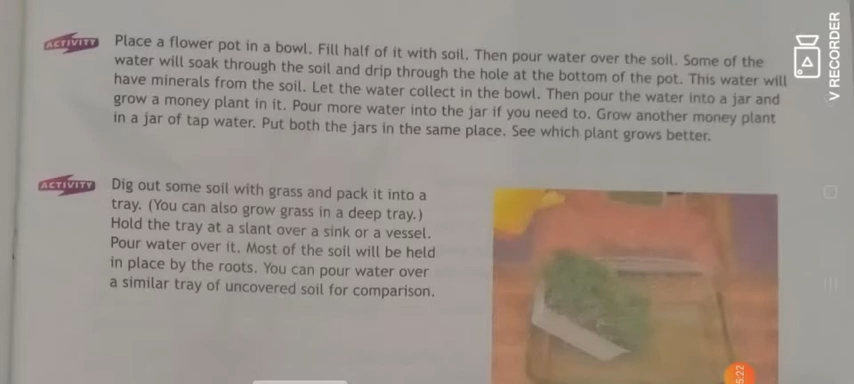 ACTIVITY
Place a flower pot in a bowl. Fill half of it with soil. Then pour water over the soil. Some of the
water will soak through the soil and drip through the hole at the bottom of the pot. This water will
have minerals from the soil. Let the water collect in the bowl. Then pour the water into a jar and
grow a money plant in it. Pour more water into the jar if you need to. Grow another money plant
in a jar of tap water. Put both the jars in the same place. See which plant grows better.
ACTIVITY
Dig out some soil with grass and pack it into a
tray. (You can also grow grass in a deep tray.)
Hold the tray at a slant over a sink or a vessel.
Pour water over it. Most of the soil will be held
in place by the roots. You can pour water over
a similar tray of uncovered soil for comparison.
V RECORDER
5:22